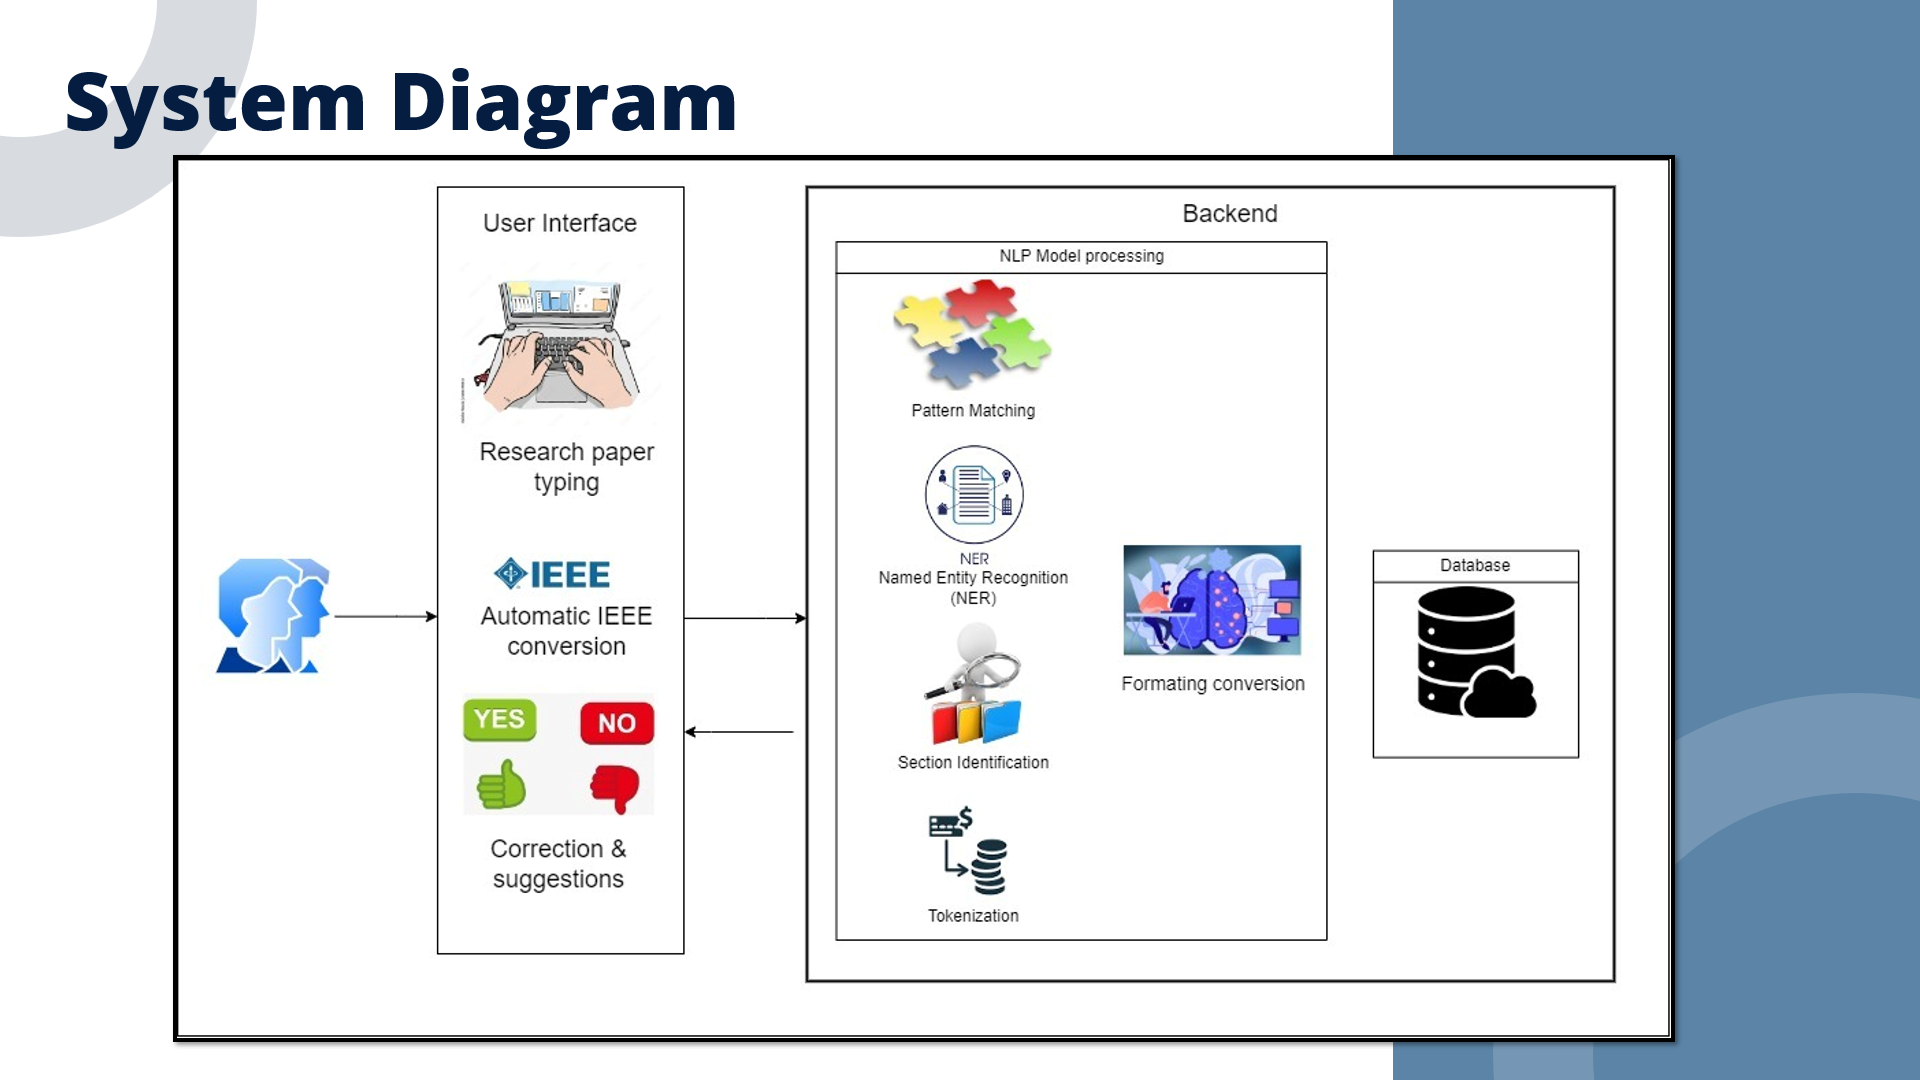 System Diagram
User Interface
Research paper
typing
IEEE
Automatic IEEE
conversion
YES
NO
Correction &
suggestions
Backend
NLP Model processing
Pattern Matching
NER
Named Entity Recognition
(NER)
Section Identification
Tokenization
Formating conversion
Database